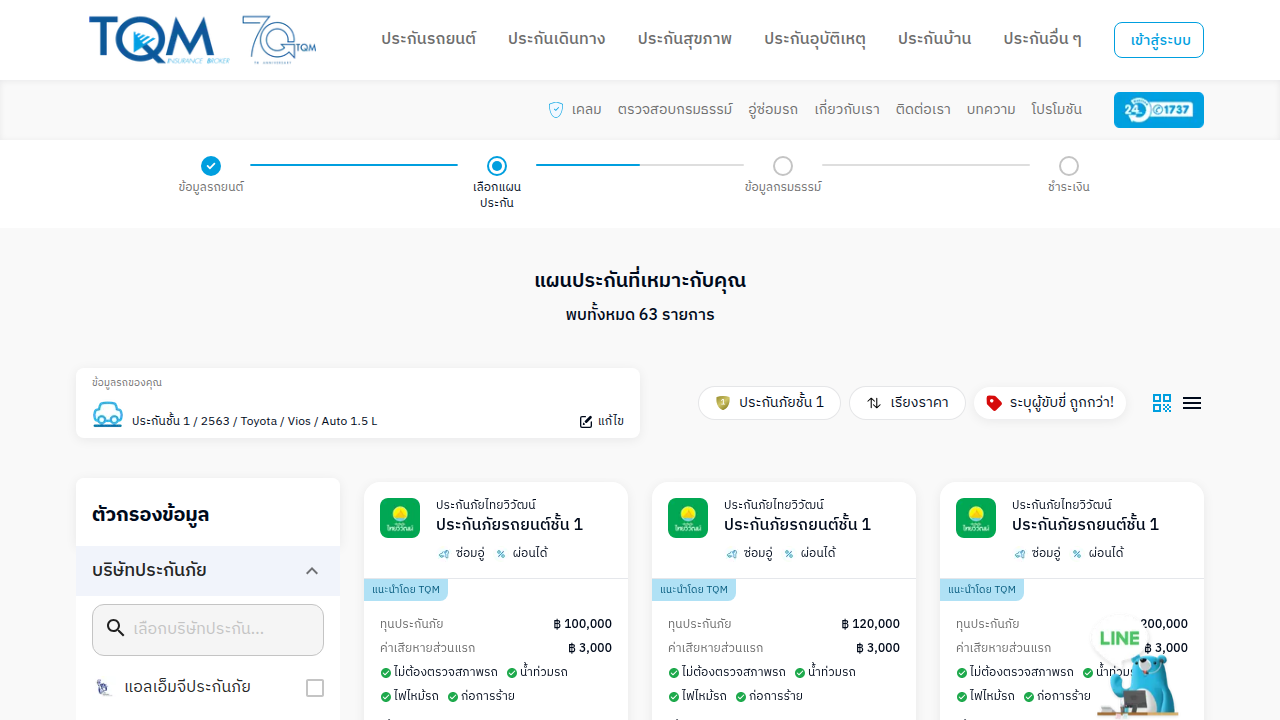 TQM
INSURANCE BROKER
TQM
ประกันรถยนต์
ประกันเดินทาง
ประกันสุขภาพ
ประกันอุบัติเหตุ
ประกันบ้าน
ประกันอื่น ๆ
เข้าสู่ระบบ
เคลม
ตรวจสอบกรมธรรม์
อู่ซ่อมรถ
เกี่ยวกับเรา
ติดต่อเรา
บทความ
โปรโมชัน
24 1737
ข้อมูลรถยนต์
เลือกแผน
ประกัน
ข้อมูลกรมธรรม์
ชำระเงิน
แผนประกันที่เหมาะกับคุณ
พบทั้งหมด 63 รายการ
ข้อมูลรถของคุณ
ประกันชั้น 1 / 2563 / Toyota / Vios / Auto 1.5 L
แก้ไข
ประกันภัยชั้น 1
เรียงราคา
ระบุผู้ขับขี่ ถูกกว่า!
ตัวกรองข้อมูล
บริษัทประกันภัย
เลือกบริษัทประกัน...
แอลเอ็มจีประกันภัย
ประกันภัยไทยวิวัฒน์
ประกันภัยรถยนต์ชั้น 1
ซ่อมอู่ ผ่อนได้
แนะนำโดย TQM
ทุนประกันภัย ฿ 100,000
ค่าเสียหายส่วนแรก ฿ 3,000
ไม่ต้องตรวจสภาพรถ น้ำท่วมรถ
ไฟไหม้รถ ก่อการร้าย
ประกันภัยไทยวิวัฒน์
ประกันภัยรถยนต์ชั้น 1
ซ่อมอู่ ผ่อนได้
แนะนำโดย TQM
ทุนประกันภัย ฿ 120,000
ค่าเสียหายส่วนแรก ฿ 3,000
ไม่ต้องตรวจสภาพรถ น้ำท่วมรถ
ไฟไหม้รถ ก่อการร้าย
ประกันภัยไทยวิวัฒน์
ประกันภัยรถยนต์ชั้น 1
ซ่อมอู่ ผ่อนได้
แนะนำโดย TQM
ทุนประกันภัย 200,000
ค่าเสียหายส่วนแรก ฿ 3,000
ไม่ต้องตรวจสภาพรถ
ไฟไหม้รถ ก่อการร้าย
LINE